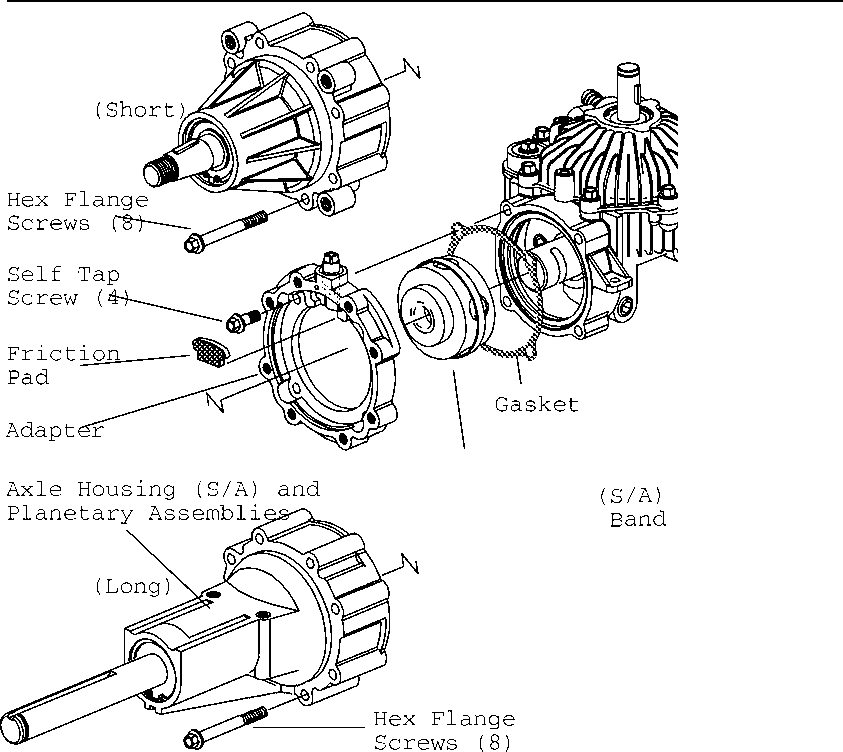 (Short)
Hex Flange
Screws (8)
Self Tap
Screw (4)
Friction
Pad
Adapter
Gasket
Axle Housing (S/A) and
Planetary Assemblies
(S/A)
Band
(Long)
Hex Flange
Screws (8)